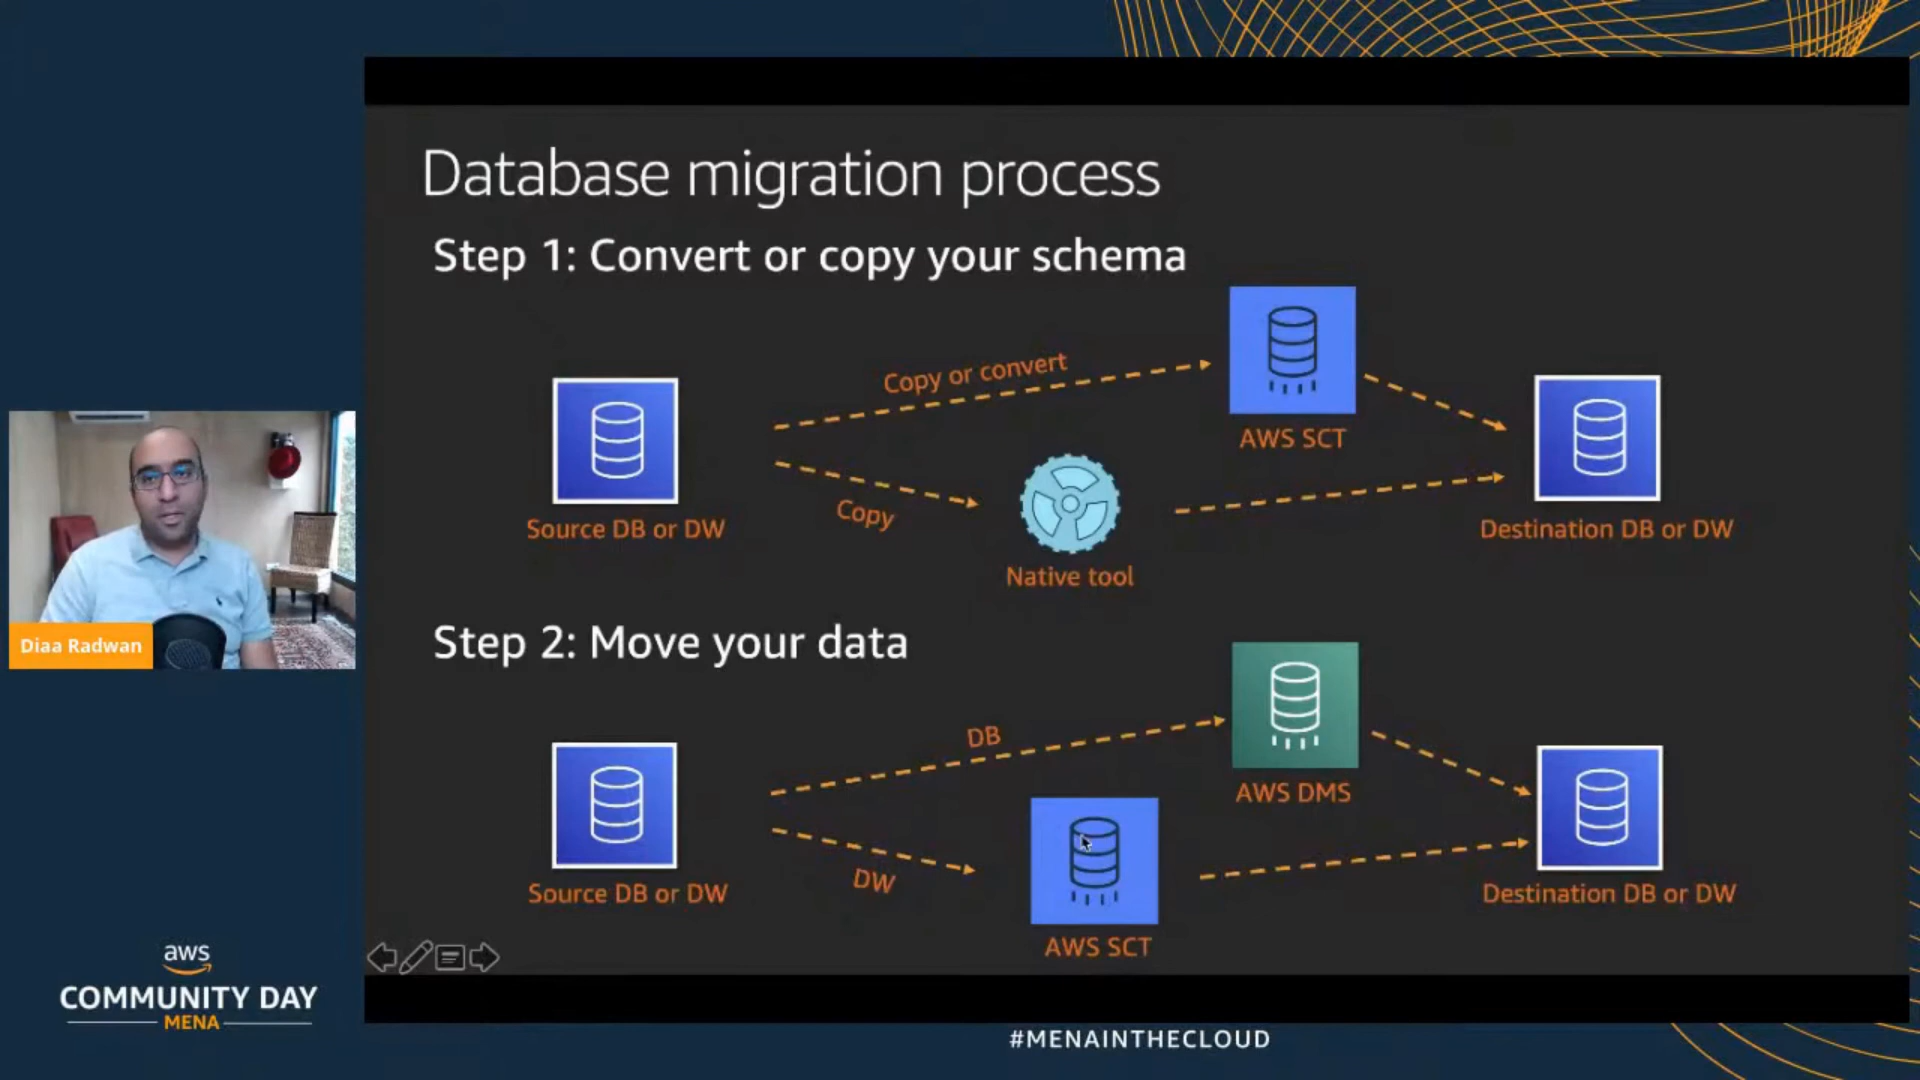 Database migration process
Step 1: Convert or copy your schema
Copy or convert
AWS SCT
Source DB or DW
Copy
Native tool
Destination DB or DW
Step 2: Move your data
DB
AWS DMS
Source DB or DW
DW
AWS SCT
Destination DB or DW
Diaa Radwan
aws
COMMUNITY DAY
MENA
#MENAINTHECLOUD